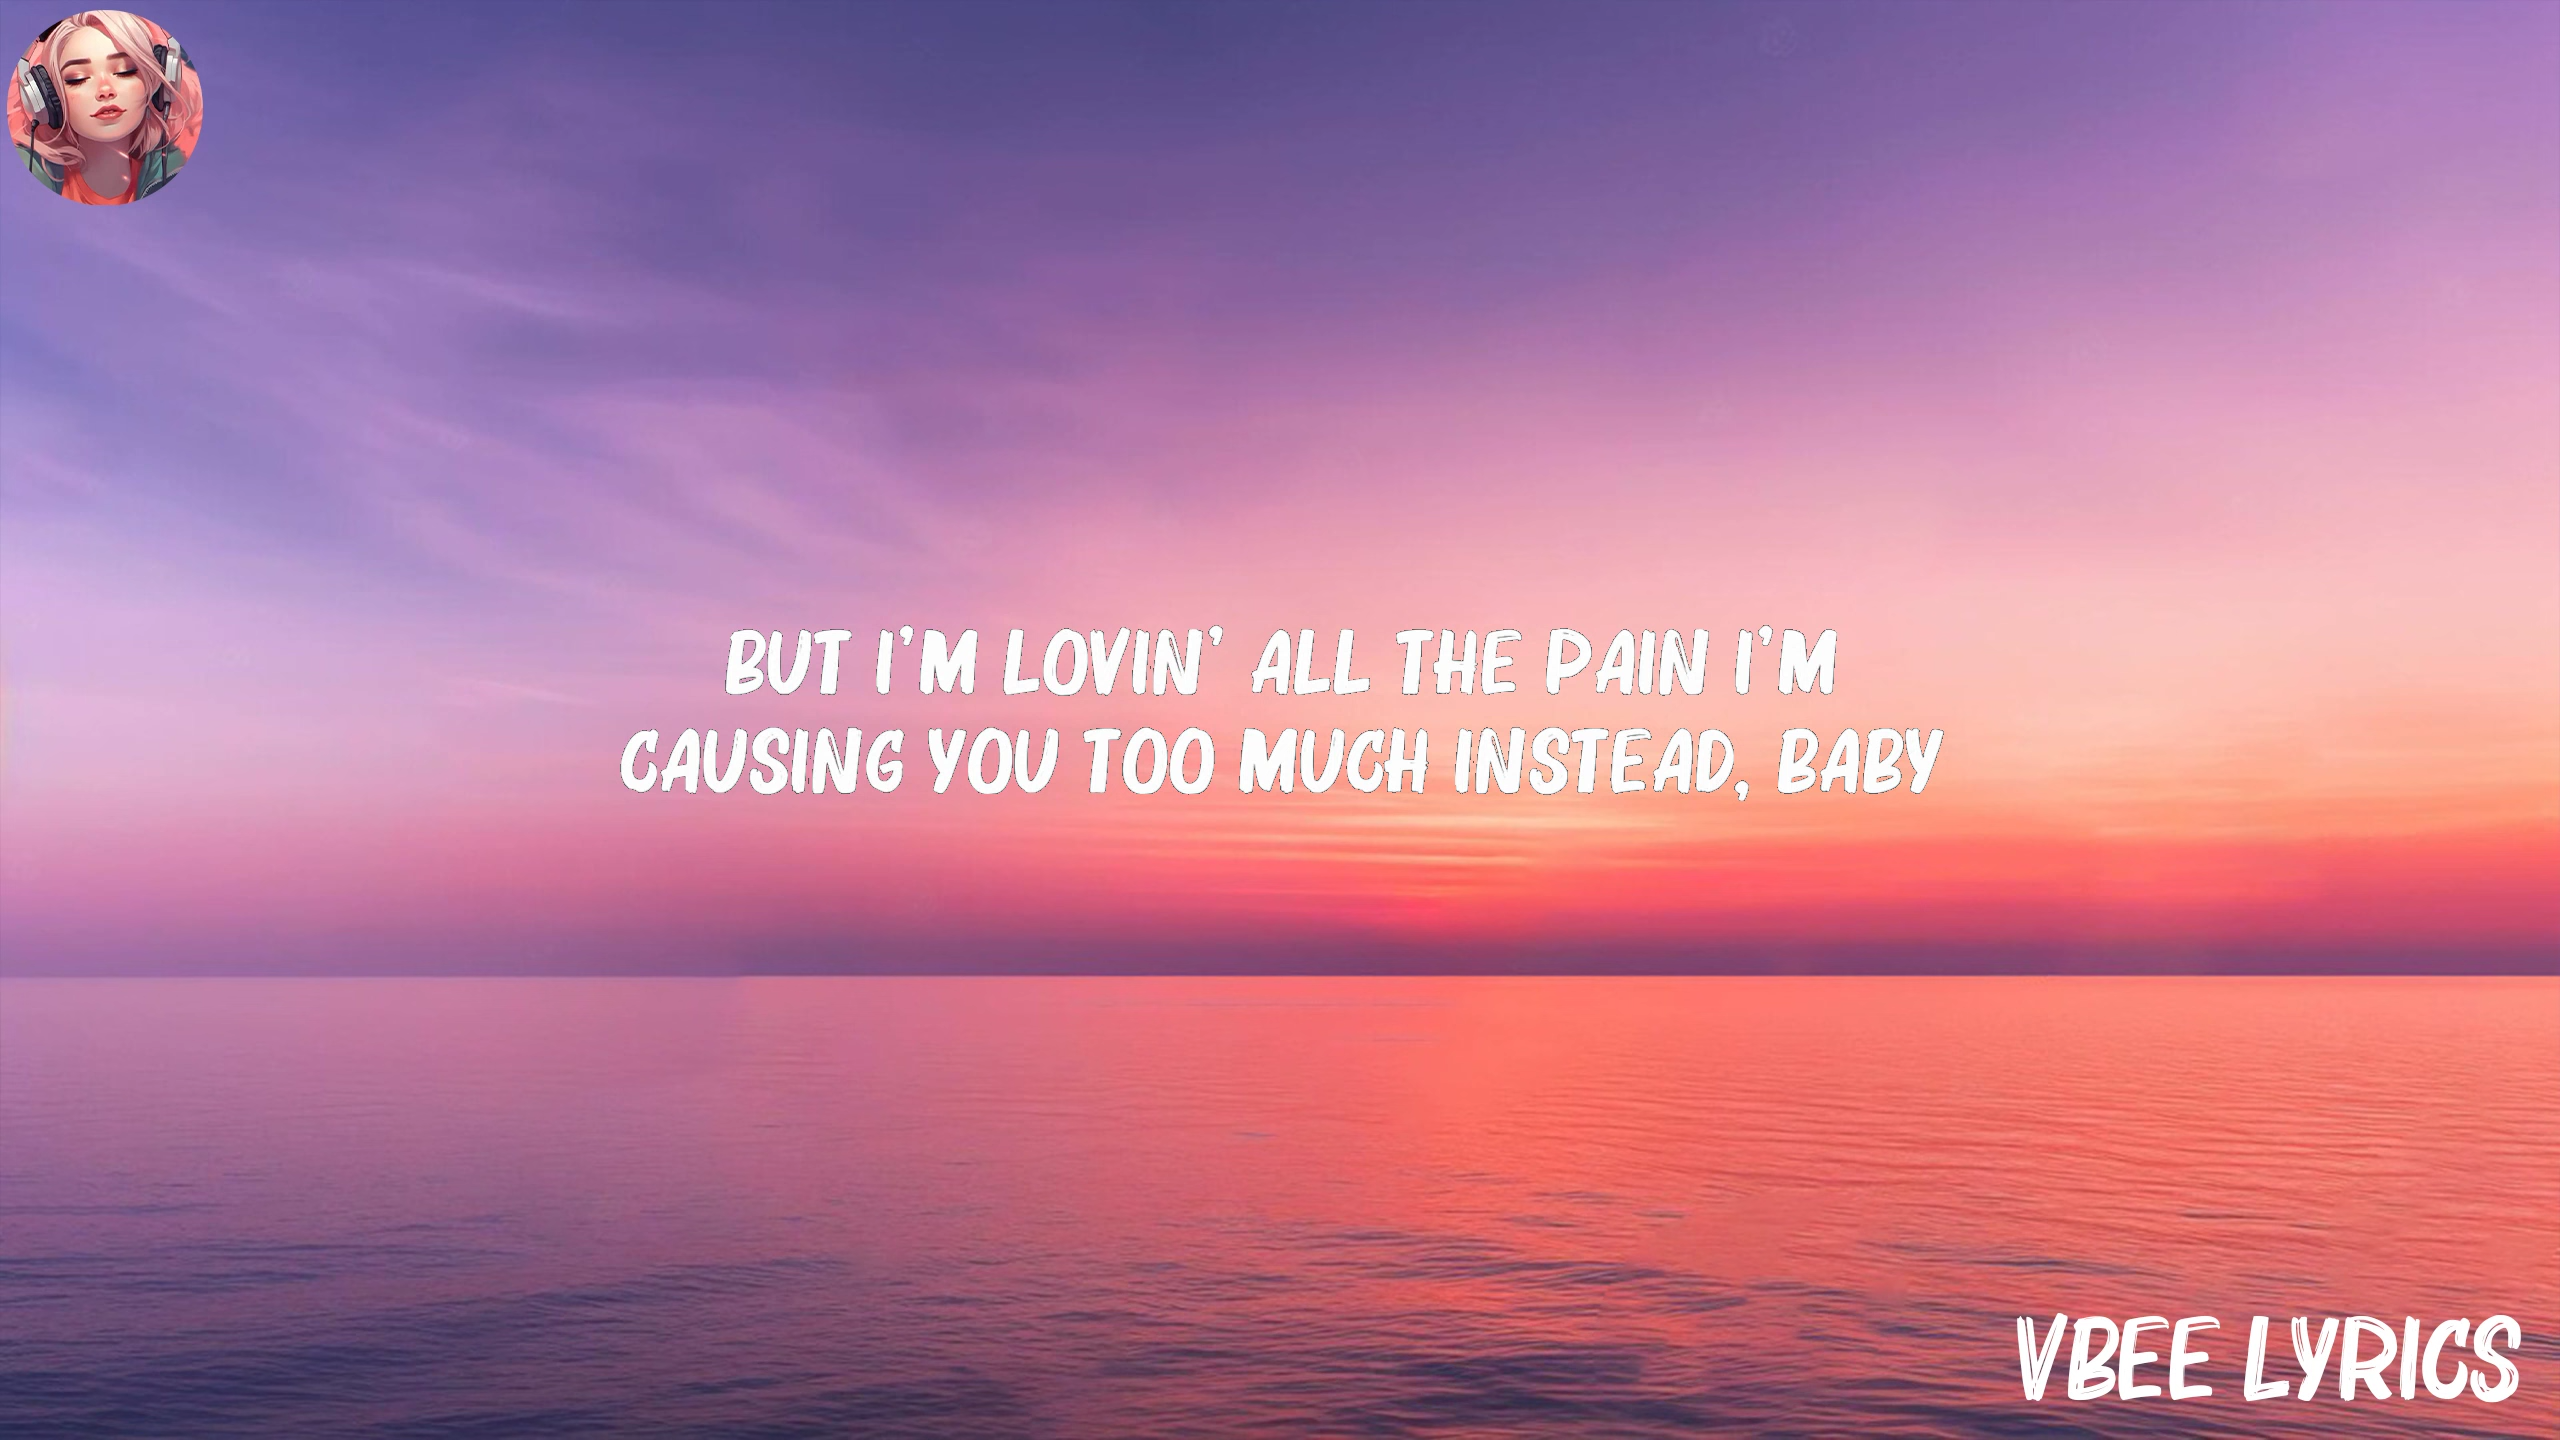 BUT I'M LOVIN' ALL THE PAIN I'M
CAUSING YOU TOO MUCH INSTEAD, BABY
VBEE LYRICS